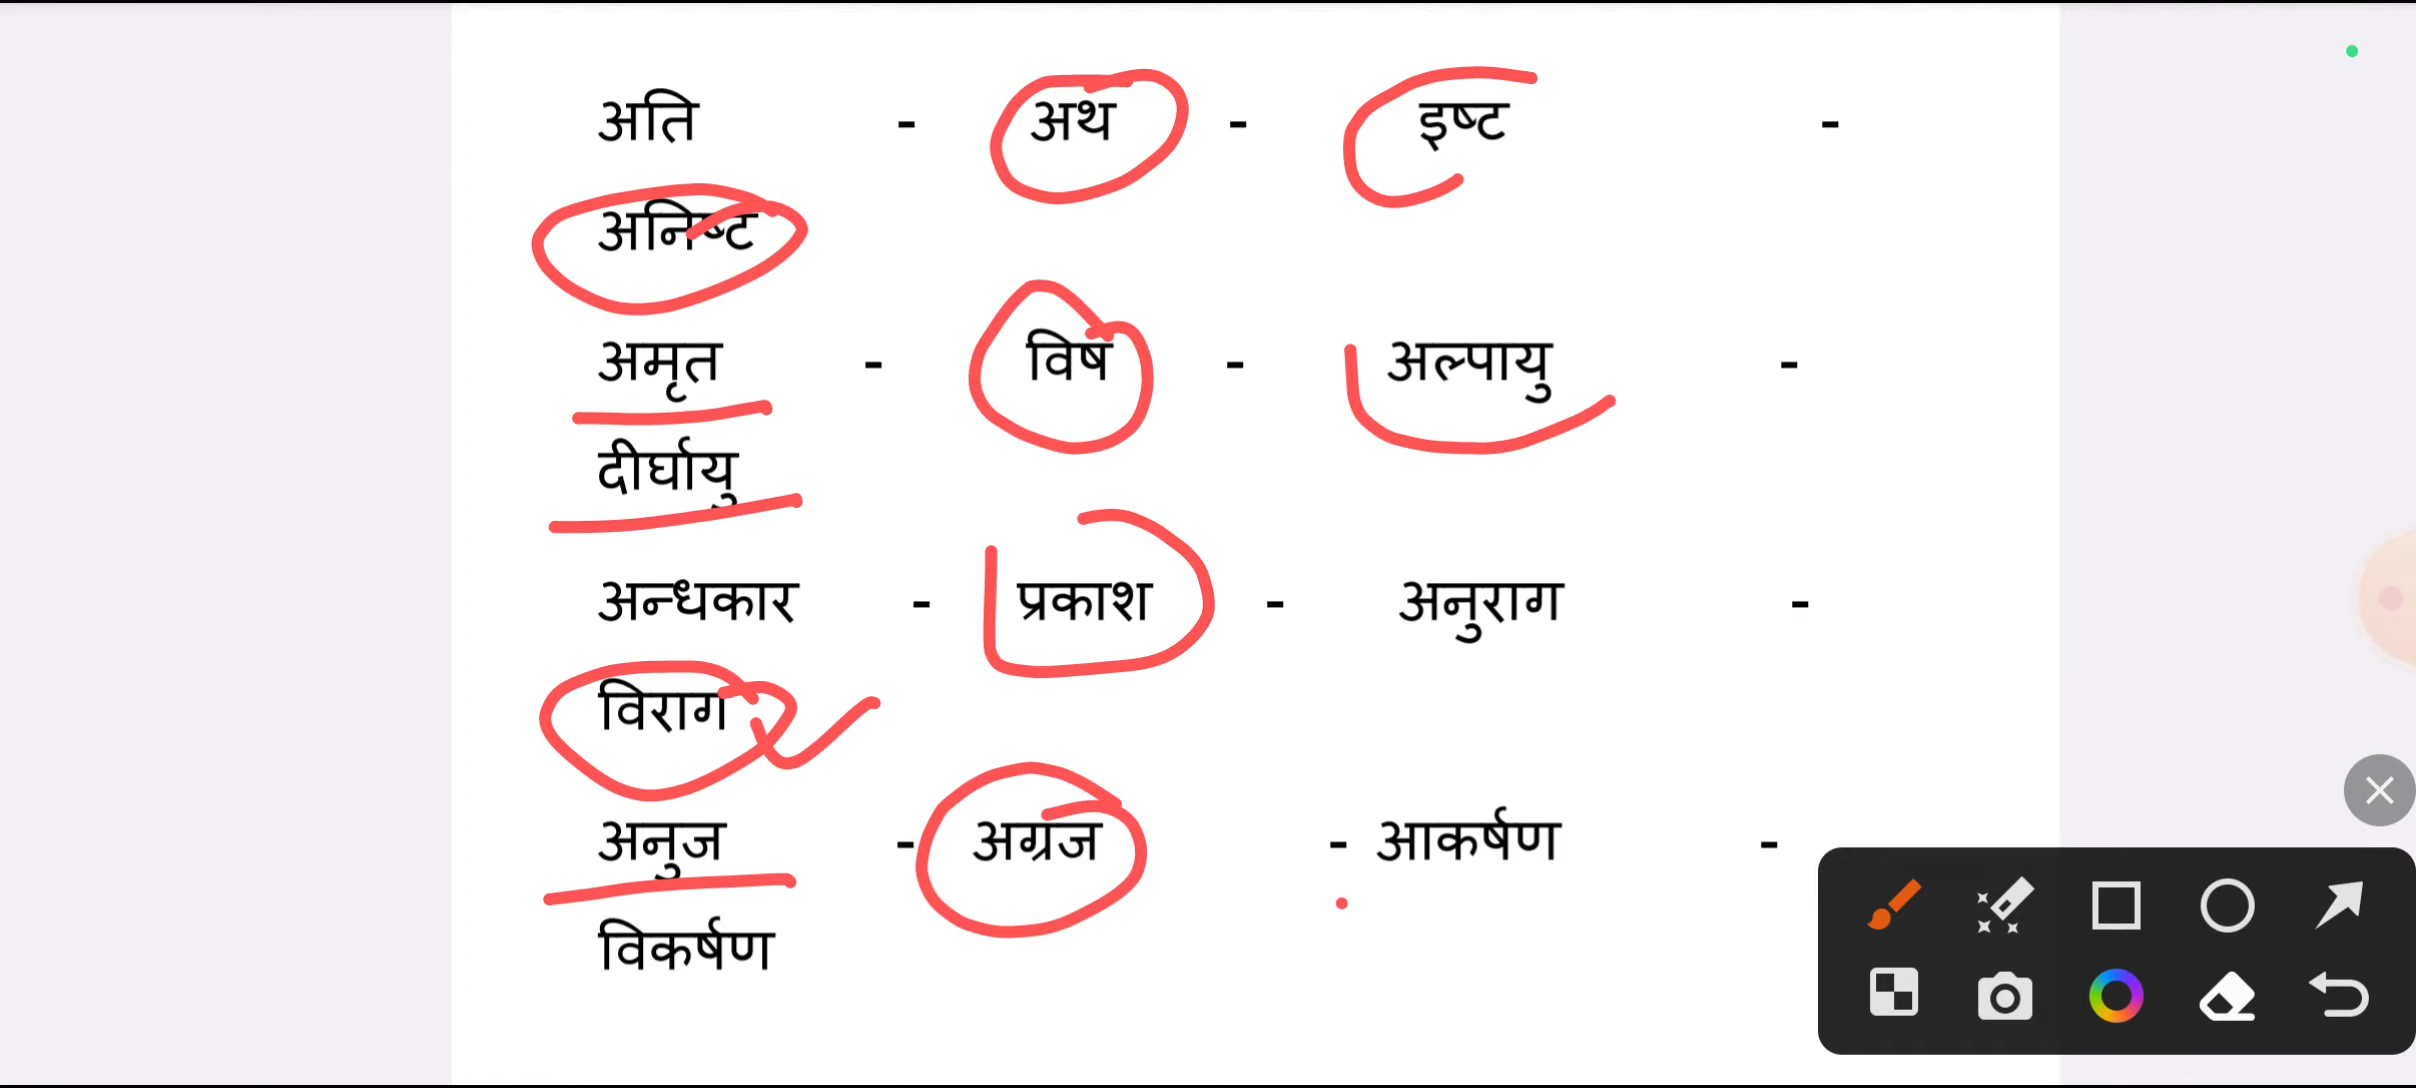 अति - अथ - इष्ट -
अनिष्ट
अमृत - विष - अल्पायु -
दीर्घायु
अन्धकार - प्रकाश - अनुराग -
विराग
अनुज - अग्रज - आकर्षण -
विकर्षण